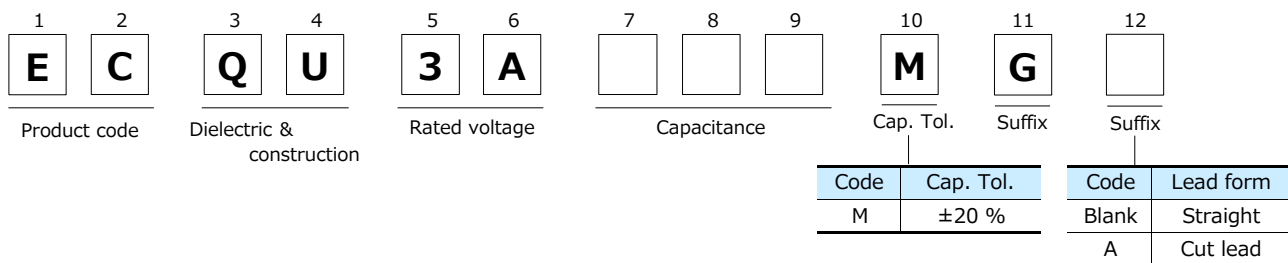 1 2 3 4 5 6 7 8 9 10 11 12
E C Q U 3 A M G
Product code Dielectric & construction Rated voltage Capacitance Cap. Tol. Suffix Suffix
Code Cap. Tol. Code Lead form
M ±20 % Blank Straight
A Cut lead